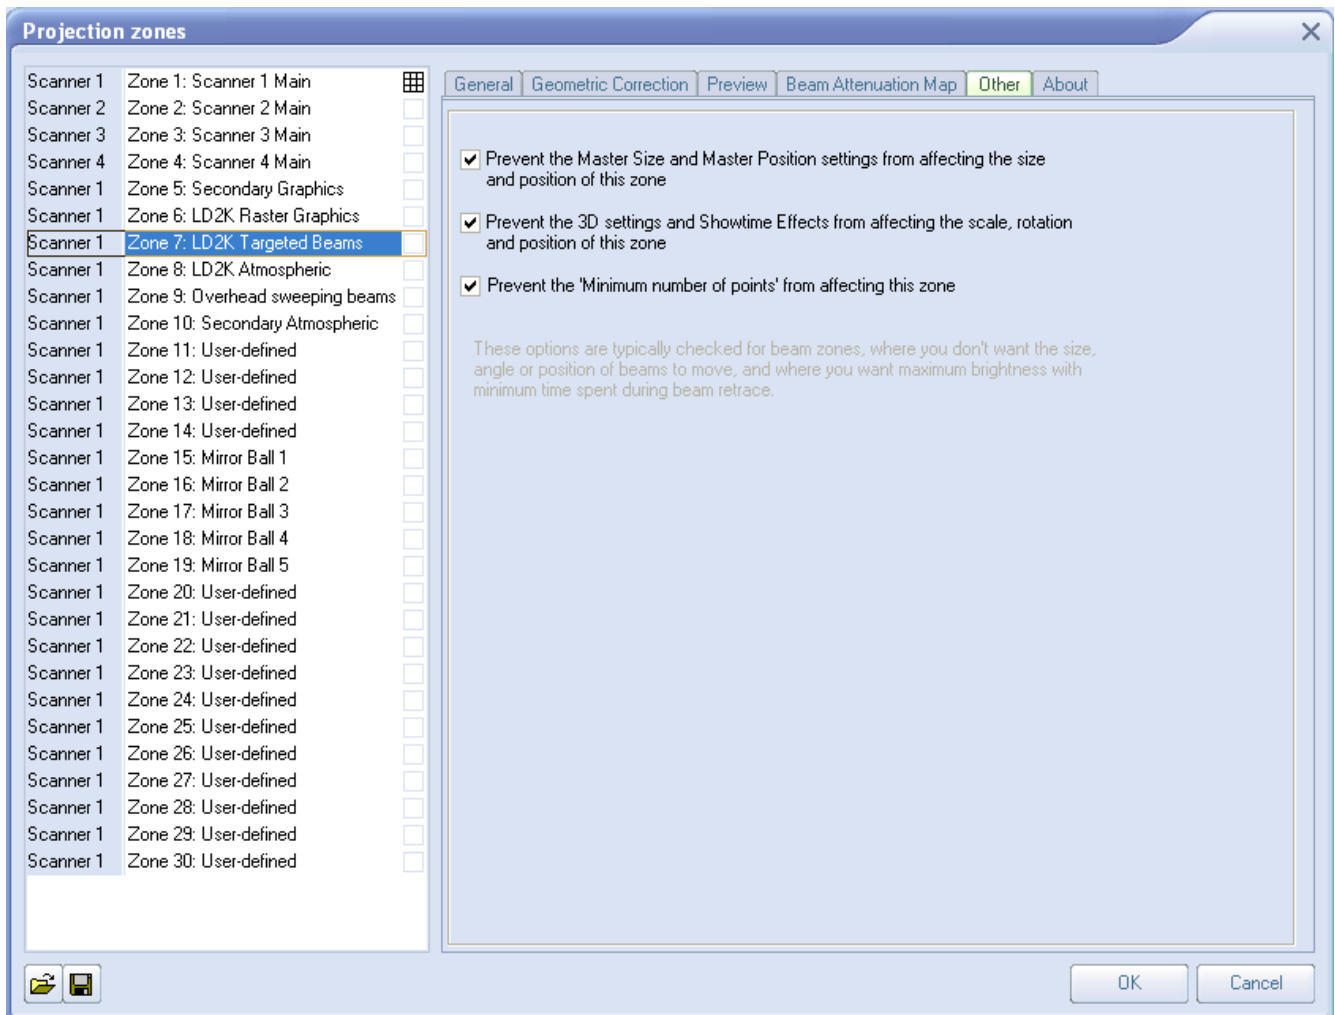 Projection zones
Scanner 1 Zone 1: Scanner 1 Main
Scanner 2 Zone 2: Scanner 2 Main
Scanner 3 Zone 3: Scanner 3 Main
Scanner 4 Zone 4: Scanner 4 Main
Scanner 1 Zone 5: Secondary Graphics
Scanner 1 Zone 6: LD2K Raster Graphics
Scanner 1 Zone 7: LD2K Targeted Beams
Scanner 1 Zone 8: LD2K Atmospheric
Scanner 1 Zone 9: Overhead sweeping beams
Scanner 1 Zone 10: Secondary Atmospheric
Scanner 1 Zone 11: User-defined
Scanner 1 Zone 12: User-defined
Scanner 1 Zone 13: User-defined
Scanner 1 Zone 14: User-defined
Scanner 1 Zone 15: Mirror Ball 1
Scanner 1 Zone 16: Mirror Ball 2
Scanner 1 Zone 17: Mirror Ball 3
Scanner 1 Zone 18: Mirror Ball 4
Scanner 1 Zone 19: Mirror Ball 5
Scanner 1 Zone 20: User-defined
Scanner 1 Zone 21: User-defined
Scanner 1 Zone 22: User-defined
Scanner 1 Zone 23: User-defined
Scanner 1 Zone 24: User-defined
Scanner 1 Zone 25: User-defined
Scanner 1 Zone 26: User-defined
Scanner 1 Zone 27: User-defined
Scanner 1 Zone 28: User-defined
Scanner 1 Zone 29: User-defined
Scanner 1 Zone 30: User-defined
General Geometric Correction Preview Beam Attenuation Map Other About
Prevent the Master Size and Master Position settings from affecting the size
and position of this zone
Prevent the 3D settings and Showtime Effects from affecting the scale, rotation
and position of this zone
Prevent the 'Minimum number of points' from affecting this zone
These options are typically checked for beam zones, where you don't want the size,
angle or position of beams to move, and where you want maximum brightness with
minimum time spent during beam retrace.
OK Cancel